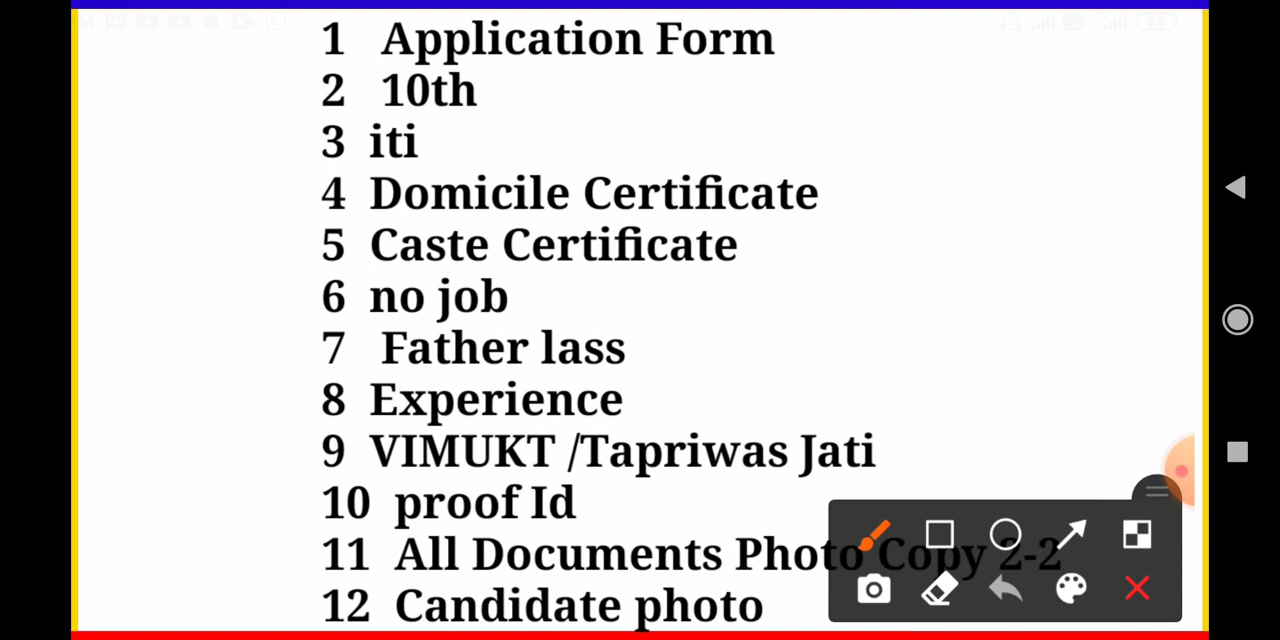 1 Application Form
2 10th
3 iti
4 Domicile Certificate
5 Caste Certificate
6 no job
7 Father lass
8 Experience
9 VIMUKT /Tapriwas Jati
10 proof Id
11 All Documents Photo Copy 2-2
12 Candidate photo